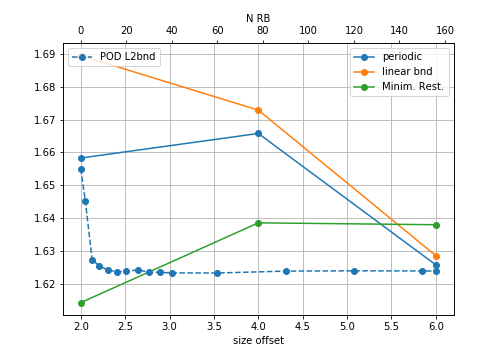 N RB
0 20 40 60 80 100 120 140 160
POD L2bnd
periodic
linear bnd
Minim. Rest.
1.69
1.68
1.67
1.66
1.65
1.64
1.63
1.62
2.0 2.5 3.0 3.5 4.0 4.5 5.0 5.5 6.0
size offset